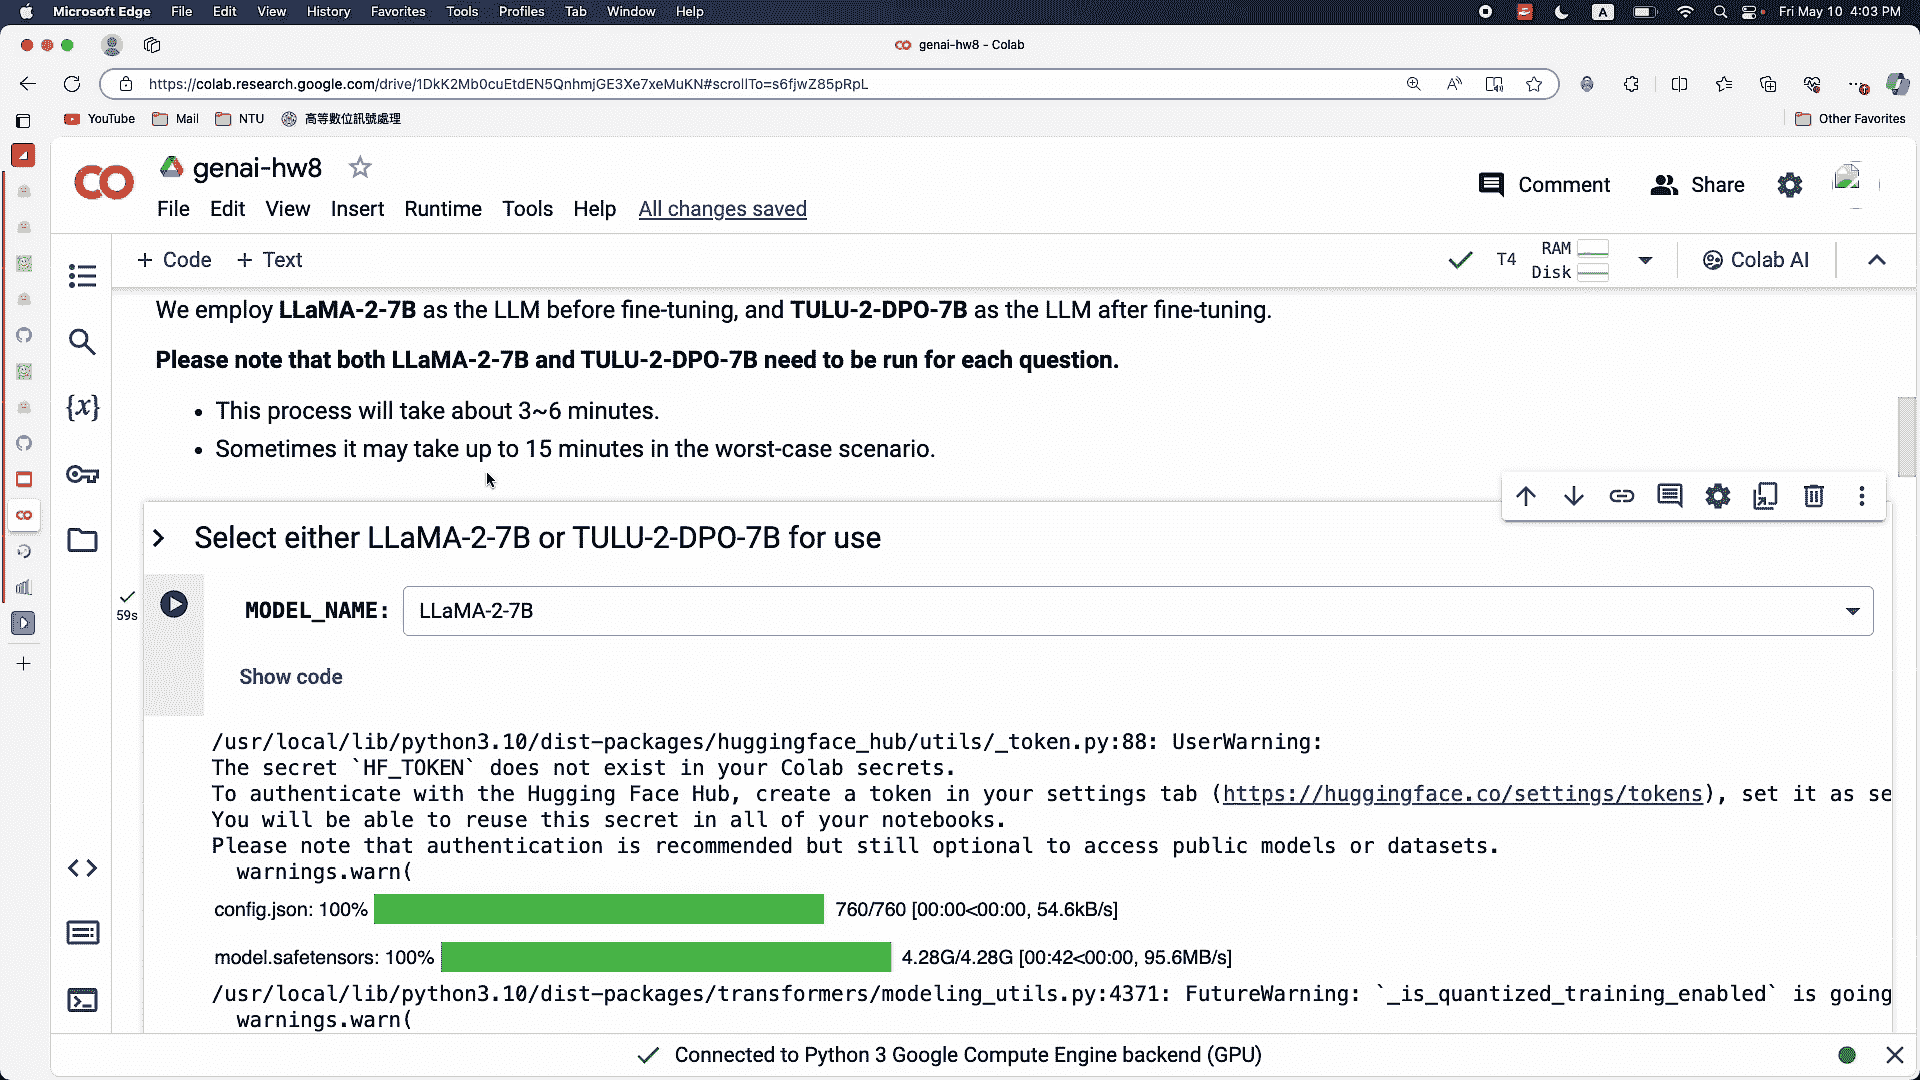 Microsoft Edge File Edit View History Favorites Tools Profiles Tab Window Help A Fri May 10 4:03 PM
genai-hw8 - Colab
https://colab.research.google.com/drive/1DkK2Mb0cuEtdEN5QnhmjGE3Xe7xeMuKN#scrollTo=s6fjwZ85pRpL
YouTube Mail NTU 高等數位訊號處理 Other Favorites
genai-hw8
Comment Share
File Edit View Insert Runtime Tools Help All changes saved
+ Code + Text T4 RAM Disk Colab AI
We employ LLaMA-2-7B as the LLM before fine-tuning, and TULU-2-DPO-7B as the LLM after fine-tuning.
Please note that both LLaMA-2-7B and TULU-2-DPO-7B need to be run for each question.
• This process will take about 3~6 minutes.
• Sometimes it may take up to 15 minutes in the worst-case scenario.
Select either LLaMA-2-7B or TULU-2-DPO-7B for use
59s
MODEL_NAME: LLaMA-2-7B
Show code
/usr/local/lib/python3.10/dist-packages/huggingface_hub/utils/_token.py:88: UserWarning:
The secret `HF_TOKEN` does not exist in your Colab secrets.
To authenticate with the Hugging Face Hub, create a token in your settings tab (https://huggingface.co/settings/tokens), set it as se
You will be able to reuse this secret in all of your notebooks.
Please note that authentication is recommended but still optional to access public models or datasets.
warnings.warn(
config.json: 100% 760/760 [00:00<00:00, 54.6kB/s]
model.safetensors: 100% 4.28G/4.28G [00:42<00:00, 95.6MB/s]
/usr/local/lib/python3.10/dist-packages/transformers/modeling_utils.py:4371: FutureWarning: `_is_quantized_training_enabled` is going
warnings.warn(
Connected to Python 3 Google Compute Engine backend (GPU)